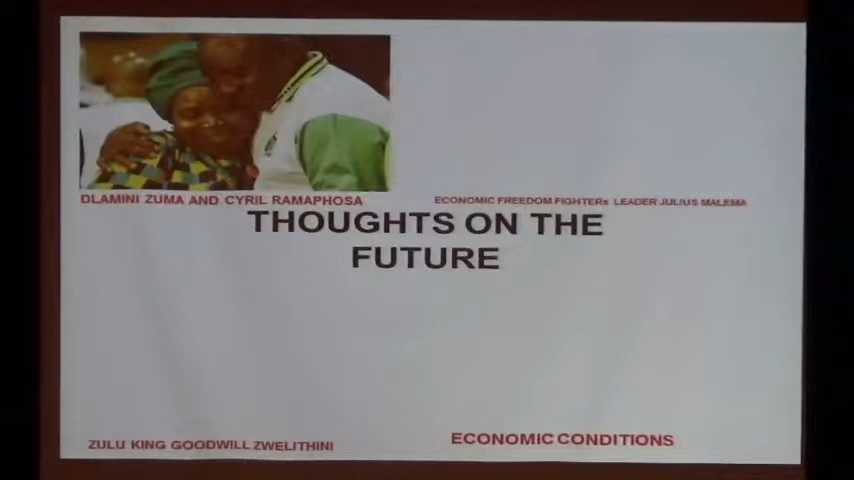 DLAMINI ZUMA AND CYRIL RAMAPHOSA
ECONOMIC FREEDOM FIGHTERs LEADER JULIUS MALEMA
THOUGHTS ON THE
FUTURE
ZULU KING GOODWILL ZWELITHINI
ECONOMIC CONDITIONS